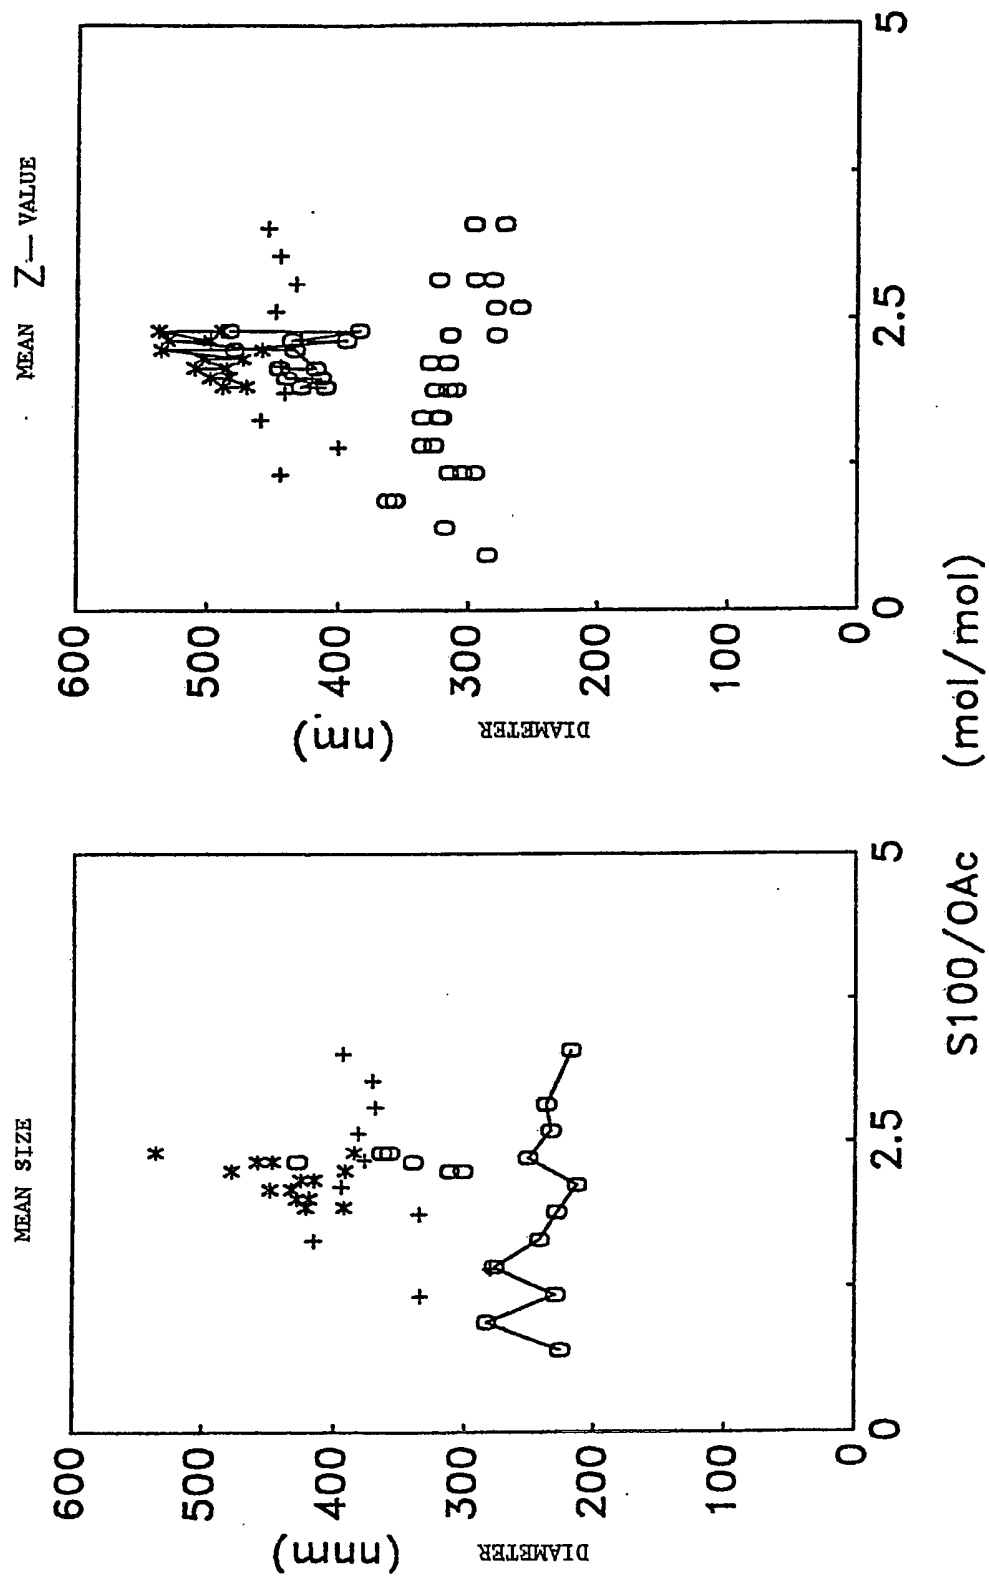 MEAN SIZE
600
500
400
300
200
100
0
(nm)
DIAMETER
0
2.5
5
MEAN Z— VALUE
600
500
400
300
200
100
0
(nm)
DIAMETER
0
2.5
5
S100/OAc (mol/mol)